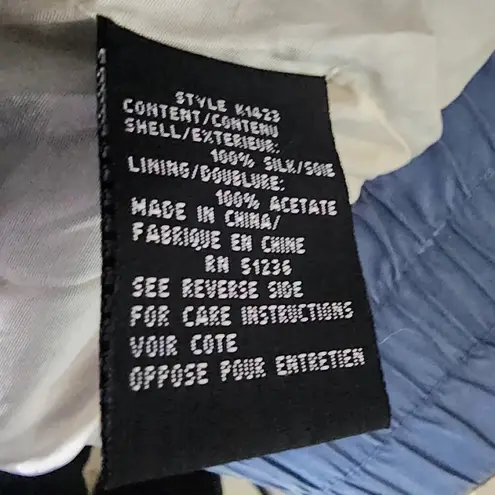 STYLE K1423
CONTENT/CONTENU
SHELL/EXTERIEUR:
100% SILK/SOIE
LINING/DOUBLURE:
100% ACETATE
MADE IN CHINA/
FABRIQUE EN CHINE
RN 51236
SEE REVERSE SIDE
FOR CARE INSTRUCTIONS
VOIR COTE
OPPOSE POUR ENTRETIEN